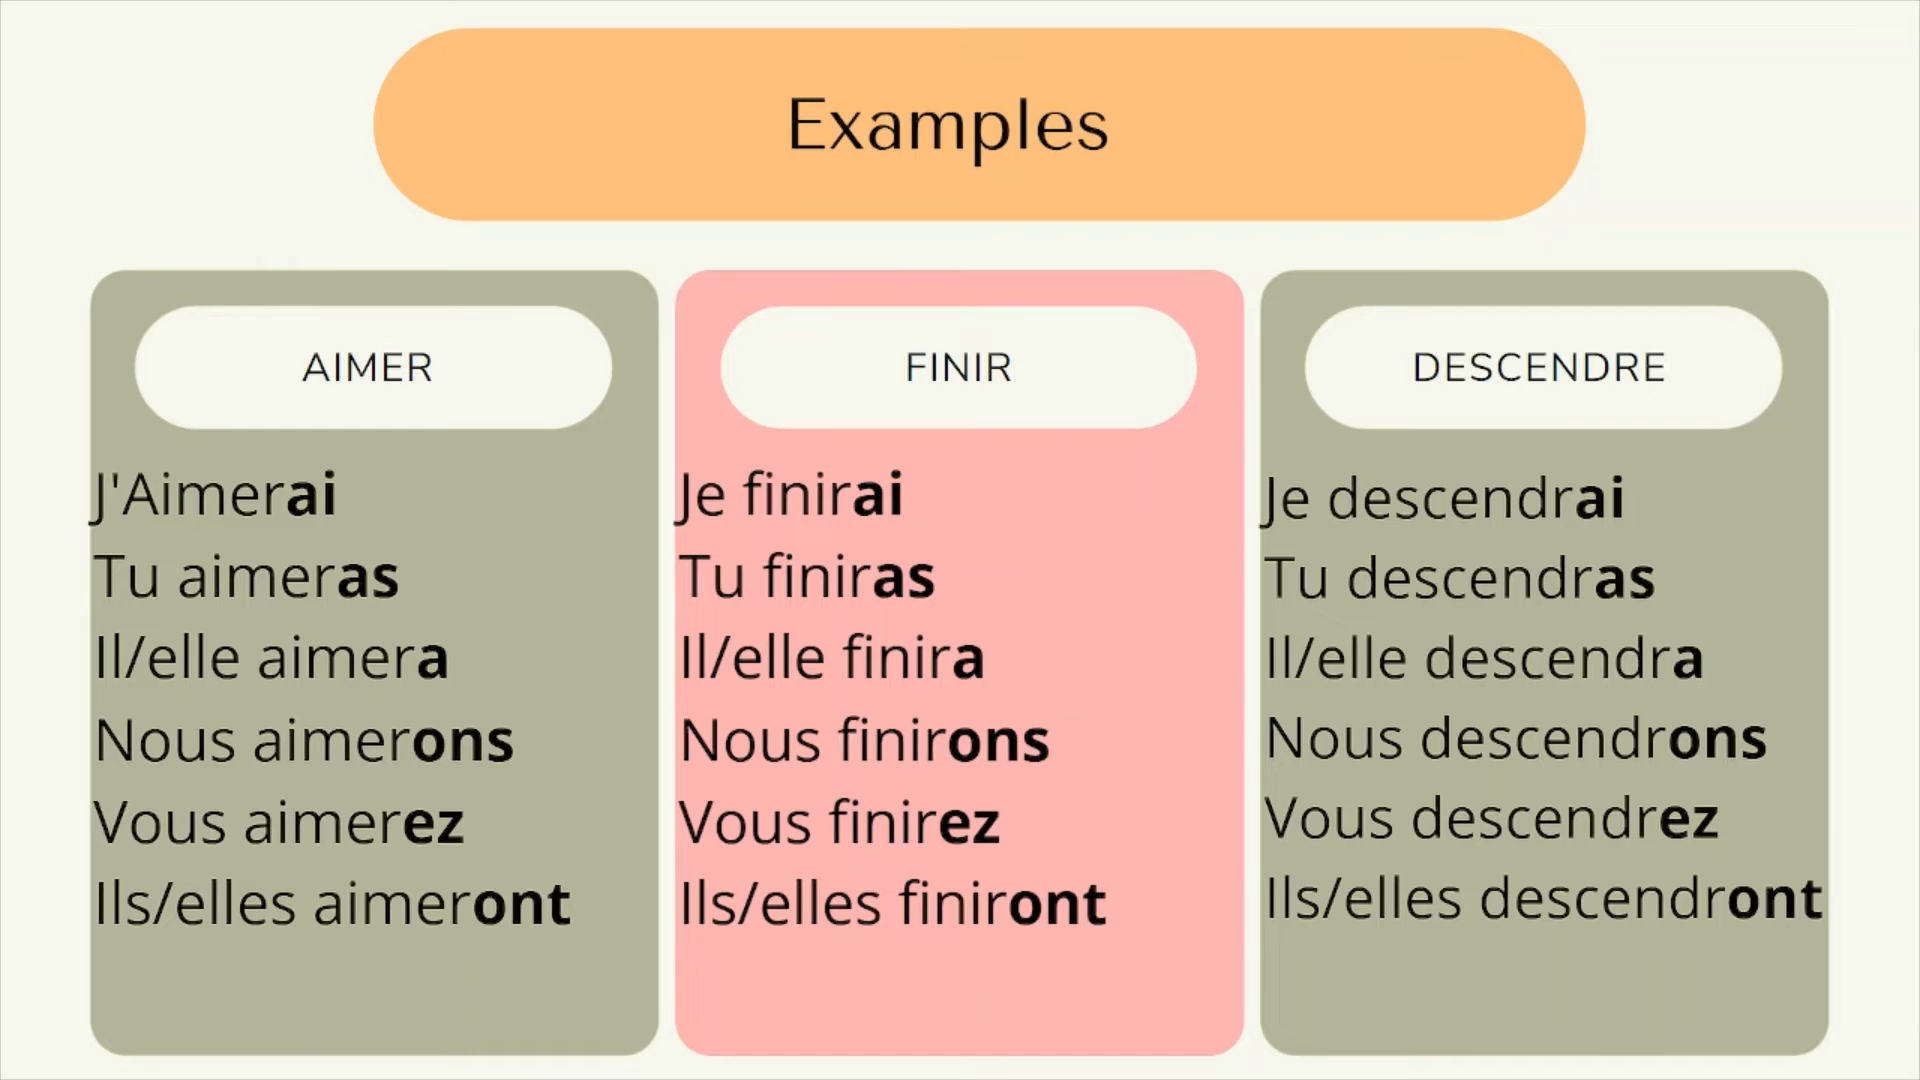 Examples
AIMER
J'Aimerai
Tu aimeras
Il/elle aimera
Nous aimerons
Vous aimerez
Ils/elles aimeront
FINIR
Je finirai
Tu finiras
Il/elle finira
Nous finirons
Vous finirez
Ils/elles finiront
DESCENDRE
Je descendrai
Tu descendras
Il/elle descendra
Nous descendrons
Vous descendrez
Ils/elles descendront